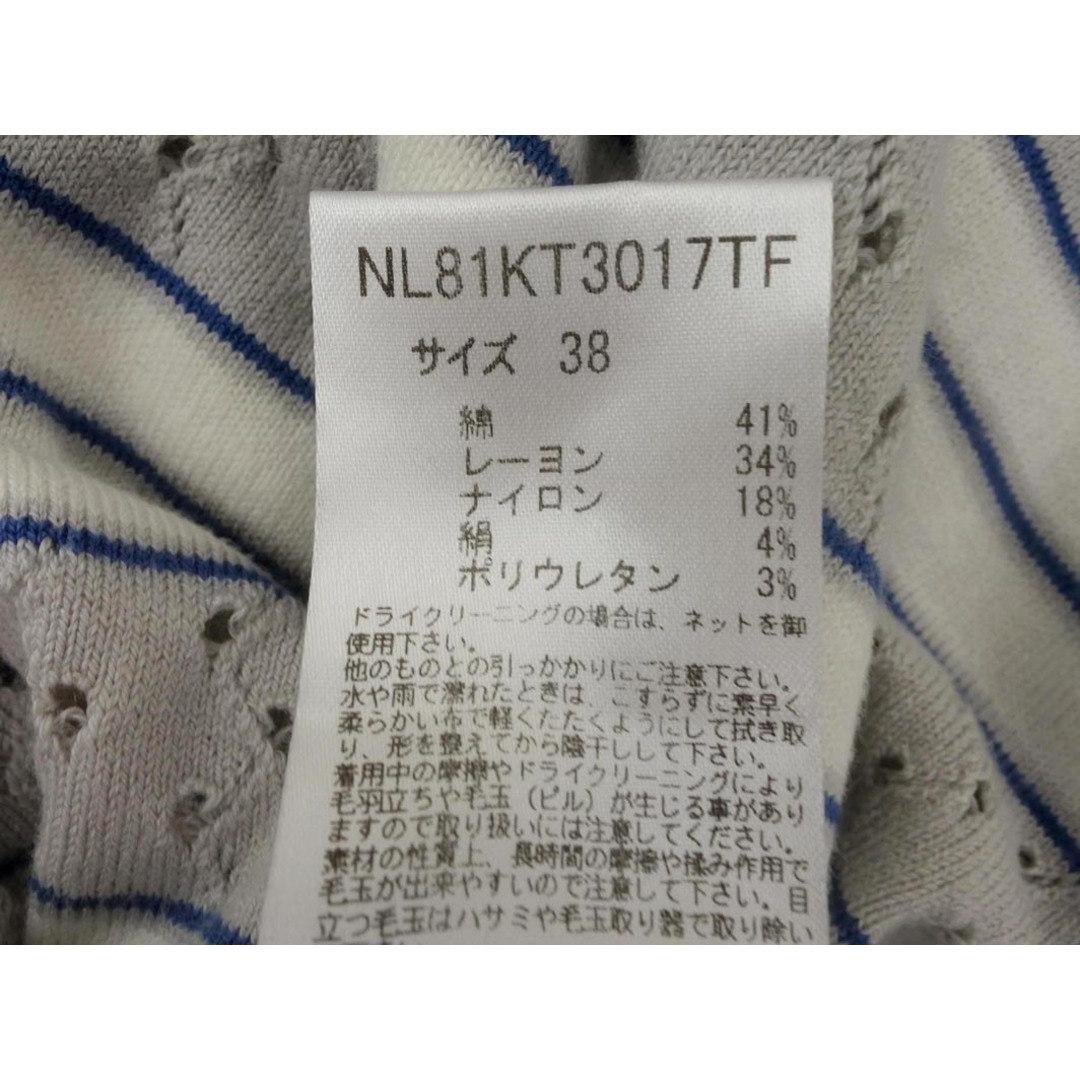 NL81KT3017TF
サイズ 38
綿 41%
レーヨン 34%
ナイロン 18%
絹 4%
ポリウレタン 3%
ドライクリーニングの場合は、ネットを御
使用下さい。
他のものとの引っかかりにご注意下さい。
水や雨で濡れたときは、こすらずに素早く
柔らかい布で軽くたたくようにして拭き取
り、形を整えてから陰干しして下さい。
着用中の摩擦やドライクリーニングにより
毛羽立ちや毛玉（ピル）が生じる事があり
ますので取り扱いには注意してください。
素材の性質上、長時間の摩擦や揉み作用で
毛玉が出来やすいので注意して下さい。目
立つ毛玉はハサミや毛玉取り器で取り除い